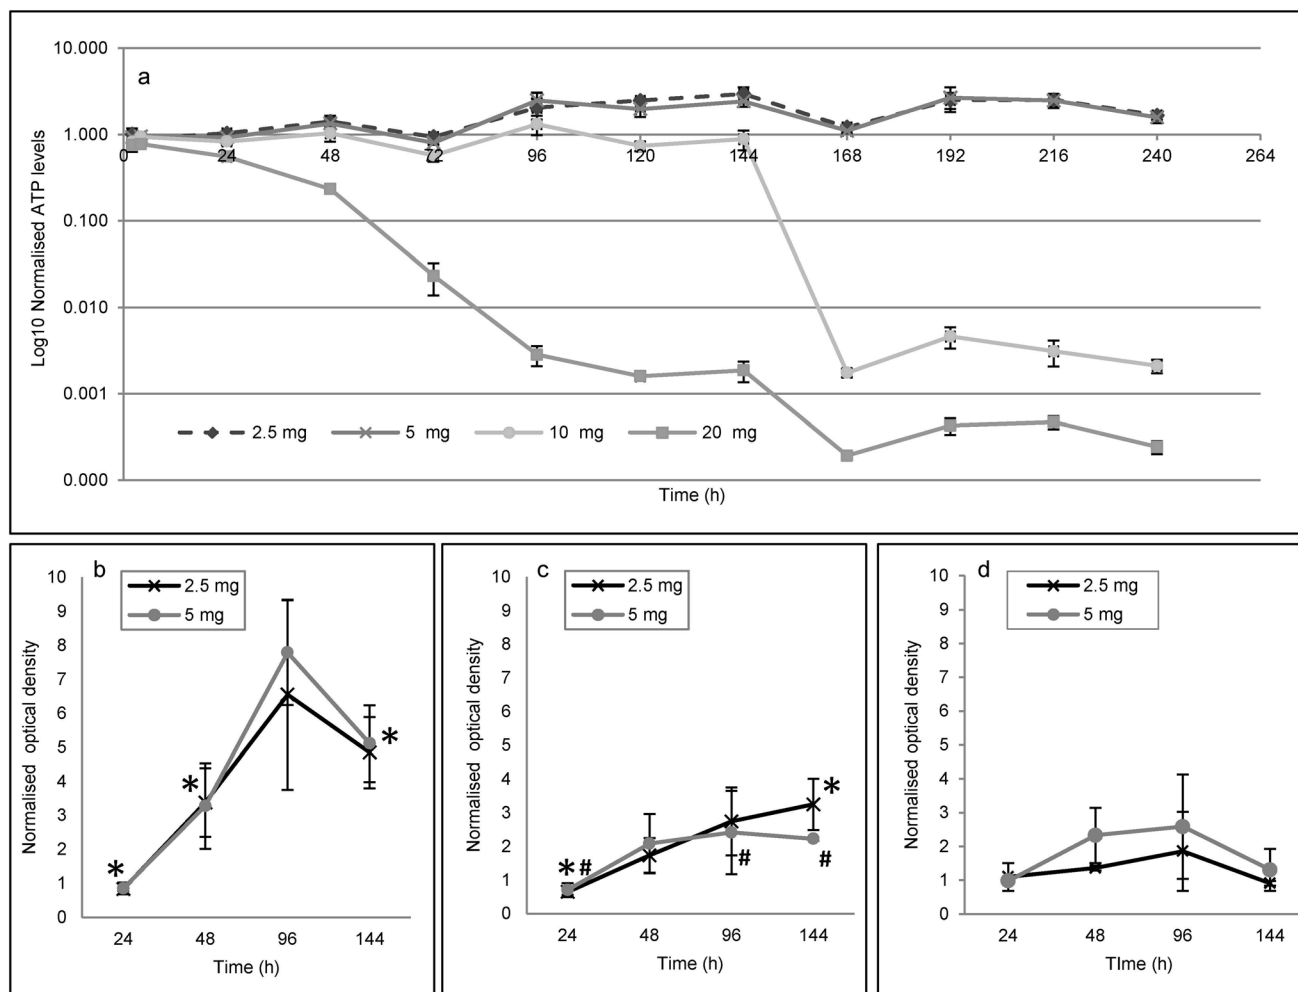 a
Log10 Normalised ATP levels
10.000
1.000
0.100
0.010
0.001
0.000
0 24 48 72 96 120 144 168 192 216 240 264
2.5 mg 5 mg 10 mg 20 mg
Time (h)
b
2.5 mg
5 mg
Normalised optical density
10
9
8
7
6
5
4
3
2
1
0
*
*
*
24 48 96 144
Time (h)
c
2.5 mg
5 mg
Normalised optical density
10
9
8
7
6
5
4
3
2
1
0
*
*#
#
#
24 48 96 144
Time (h)
d
2.5 mg
5 mg
Normalised optical density
10
9
8
7
6
5
4
3
2
1
0
24 48 96 144
TIme (h)